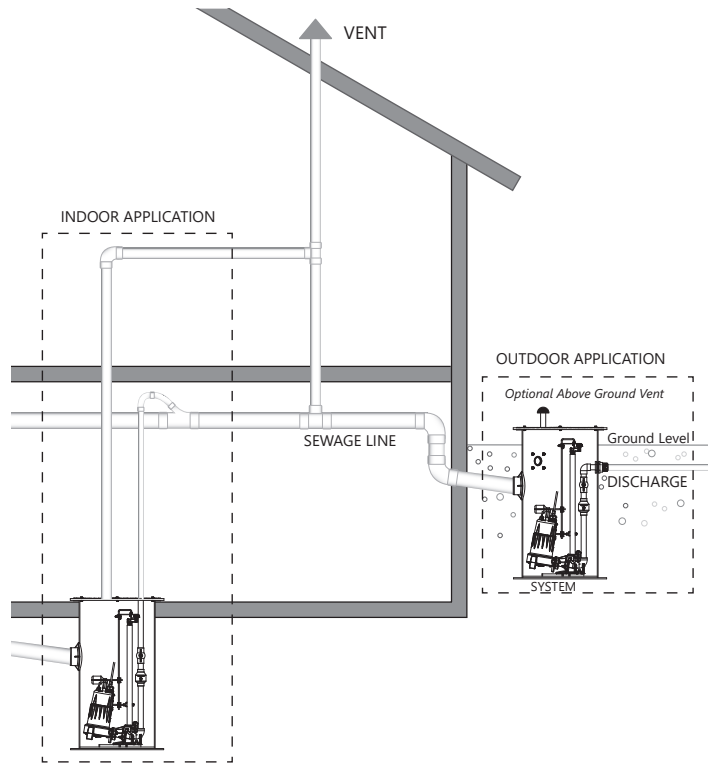 VENT
INDOOR APPLICATION
OUTDOOR APPLICATION
Optional Above Ground Vent
Ground Level
SEWAGE LINE
DISCHARGE
SYSTEM